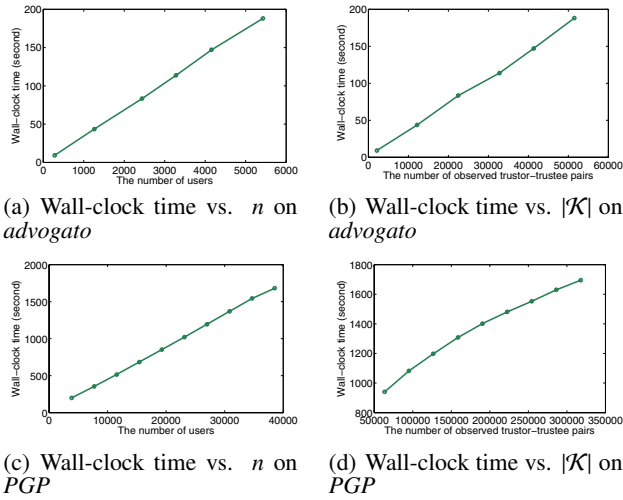 200
150
100
50
0
Wall−clock time (second)
0 1000 2000 3000 4000 5000 6000
The number of users
(a) Wall-clock time vs. n on
advogato
200
150
100
50
0
Wall−clock time (second)
0 10000 20000 30000 40000 50000 60000
The number of observed trustor−trustee pairs
(b) Wall-clock time vs. |𝒦| on
advogato
2000
1500
1000
500
0
Wall−clock time (second)
0 10000 20000 30000 40000
The number of users
(c) Wall-clock time vs. n on
PGP
1800
1600
1400
1200
1000
800
Wall−clock time (second)
50000 100000 150000 200000 250000 300000 350000
The number of observed trustor−trustee pairs
(d) Wall-clock time vs. |𝒦| on
PGP